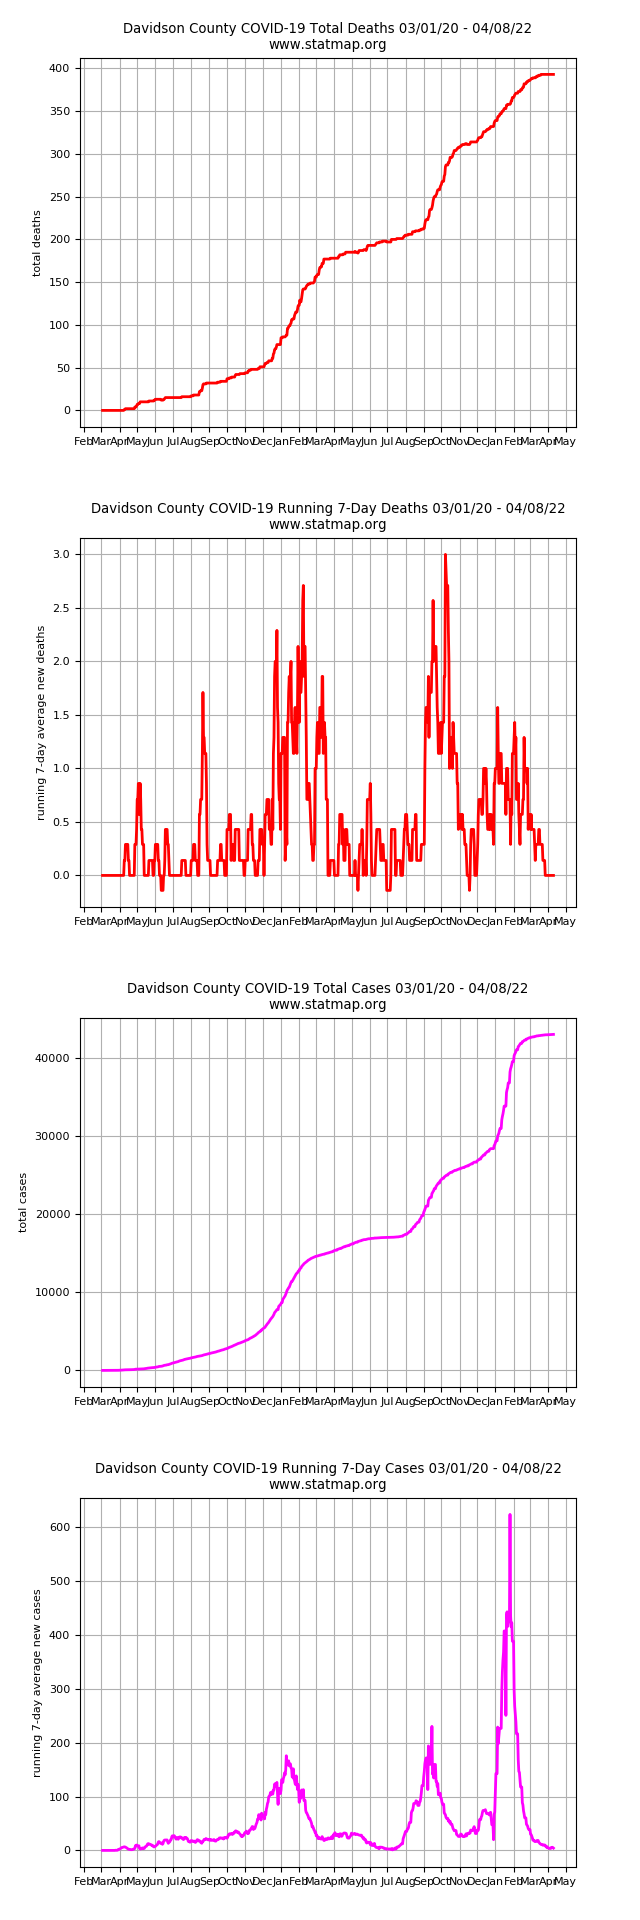 Davidson County COVID-19 Total Deaths 03/01/20 - 04/08/22
www.statmap.org
400
350
300
250
200
150
100
50
0
total deaths
Feb Mar Apr May Jun Jul Aug Sep Oct Nov Dec Jan Feb Mar Apr May Jun Jul Aug Sep Oct Nov Dec Jan Feb Mar Apr May
Davidson County COVID-19 Running 7-Day Deaths 03/01/20 - 04/08/22
www.statmap.org
3.0
2.5
2.0
1.5
1.0
0.5
0.0
running 7-day average new deaths
Feb Mar Apr May Jun Jul Aug Sep Oct Nov Dec Jan Feb Mar Apr May Jun Jul Aug Sep Oct Nov Dec Jan Feb Mar Apr May
Davidson County COVID-19 Total Cases 03/01/20 - 04/08/22
www.statmap.org
40000
30000
20000
10000
0
total cases
Feb Mar Apr May Jun Jul Aug Sep Oct Nov Dec Jan Feb Mar Apr May Jun Jul Aug Sep Oct Nov Dec Jan Feb Mar Apr May
Davidson County COVID-19 Running 7-Day Cases 03/01/20 - 04/08/22
www.statmap.org
600
500
400
300
200
100
0
running 7-day average new cases
Feb Mar Apr May Jun Jul Aug Sep Oct Nov Dec Jan Feb Mar Apr May Jun Jul Aug Sep Oct Nov Dec Jan Feb Mar Apr May